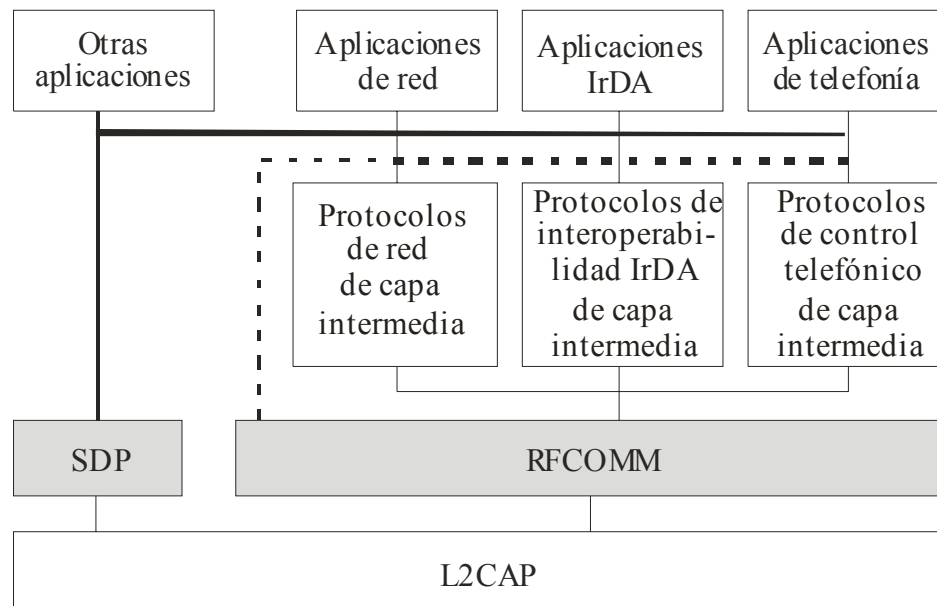 Otras
aplicaciones
Aplicaciones
de red
Aplicaciones
IrDA
Aplicaciones
de telefonía
Protocolos
de red
de capa
intermedia
Protocolos de
interoperabi-
lidad IrDA
de capa
intermedia
Protocolos
de control
telefónico
de capa
intermedia
SDP
RFCOMM
L2CAP